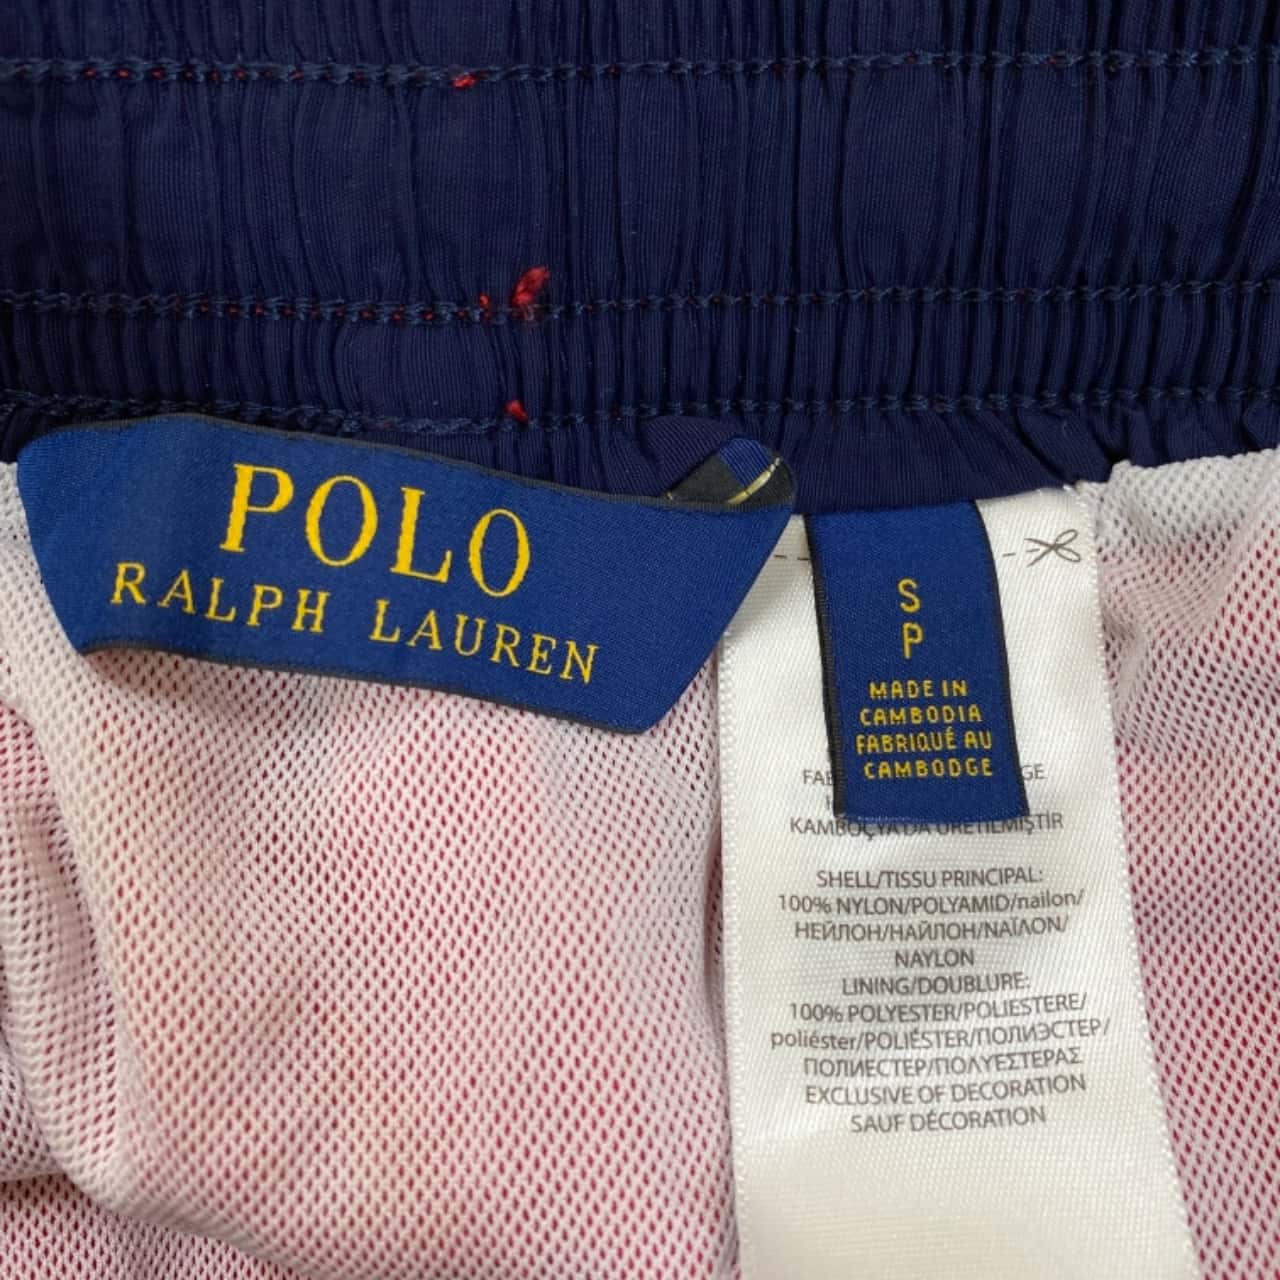 POLO
RALPH LAUREN
S
P
MADE IN
CAMBODIA
FABRIQUÉ AU
CAMBODGE
KAMBOÇYA'DA ÜRETİLMİŞTİR
SHELL/TISSU PRINCIPAL:
100% NYLON/POLYAMID/nailon/
НЕЙЛОН/НАЙЛОН/ΝΑΪΛΟΝ/
NAYLON
LINING/DOUBLURE:
100% POLYESTER/POLIESTERE/
poliéster/POLIÉSTER/ПОЛИЭСТЕР/
ПОЛИЕСТЕР/ΠΟΛΥΕΣΤΕΡΑΣ
EXCLUSIVE OF DECORATION
SAUF DÉCORATION